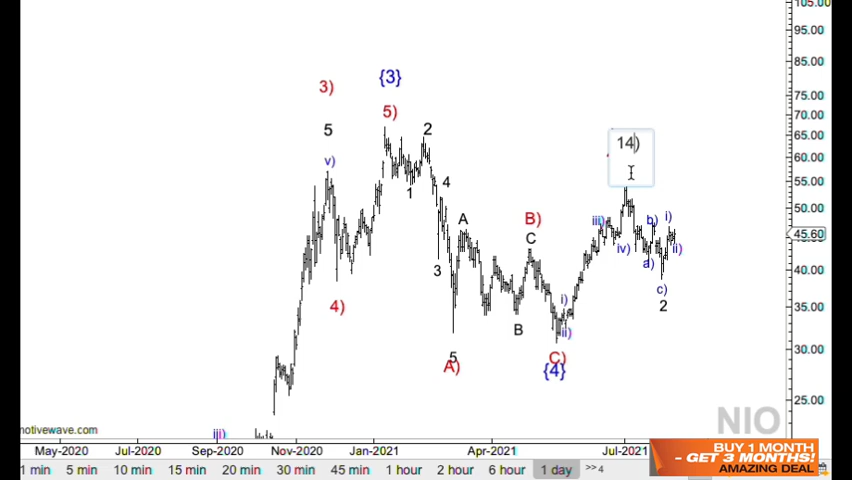 105.00
95.00
85.00
75.00
70.00
65.00
60.00
55.00
50.00
45.60
40.00
35.00
30.00
25.00
{3}
3)
5)
5
2
v)
14)
4
1
A
B)
C
iii)
b)
i)
iv)
ii)
a)
3
c)
2
i)
ii)
4)
B
5
A)
C)
{4}
NIO
motivewave.com
iii)
May-2020 Jul-2020 Sep-2020 Nov-2020 Jan-2021 Apr-2021 Jul-2021
1 min 5 min 10 min 15 min 20 min 30 min 45 min 1 hour 2 hour 6 hour 1 day >> 4
BUY 1 MONTH
- GET 3 MONTHS!
AMAZING DEAL